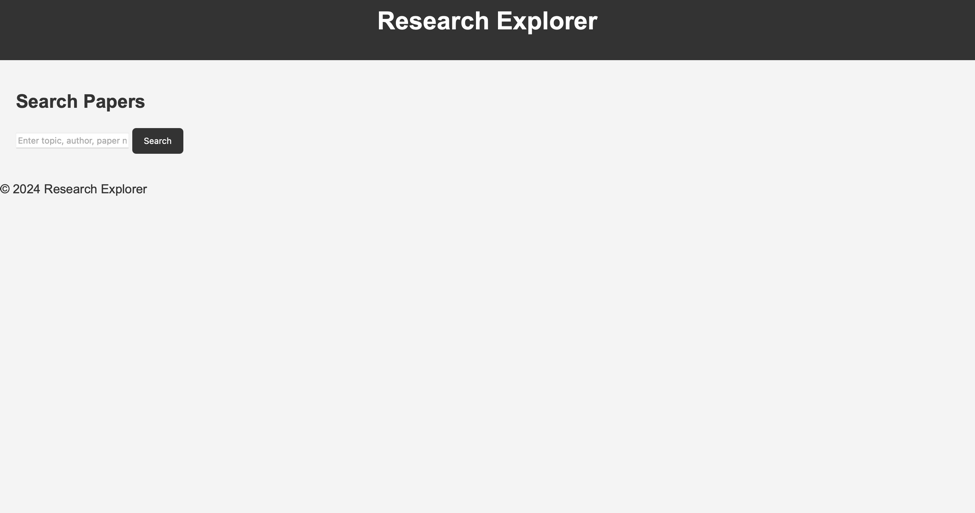 Research Explorer
Search Papers
Enter topic, author, paper n
Search
© 2024 Research Explorer